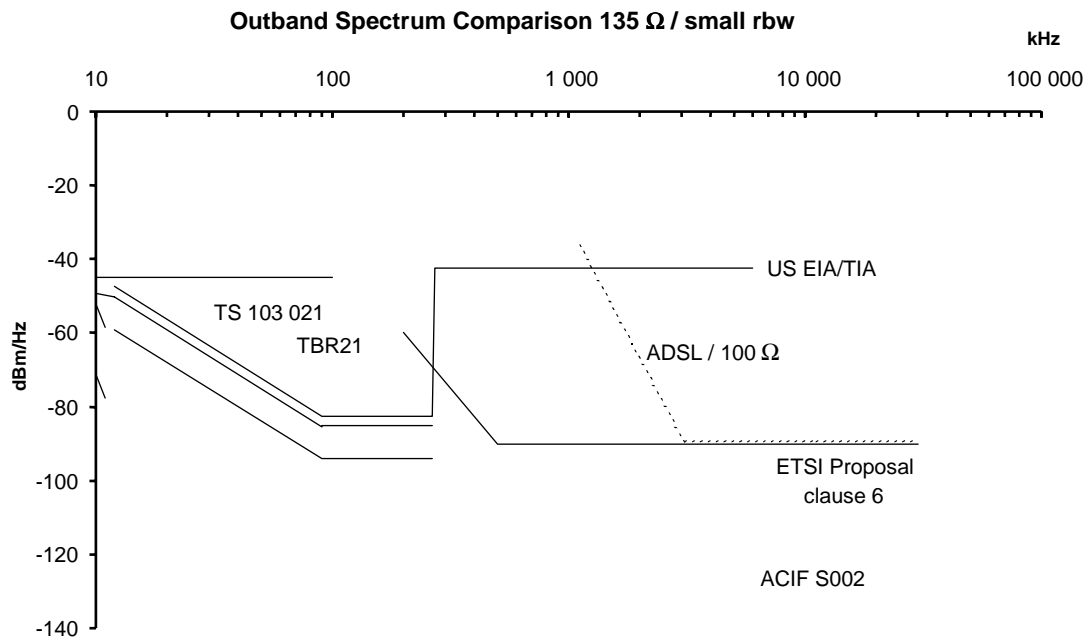 Outband Spectrum Comparison 135 Ω / small rbw
kHz
10 100 1 000 10 000 100 000
0
-20
-40
-60
-80
-100
-120
-140
dBm/Hz
US EIA/TIA
TS 103 021
TBR21
ADSL / 100 Ω
ETSI Proposal
clause 6
ACIF S002